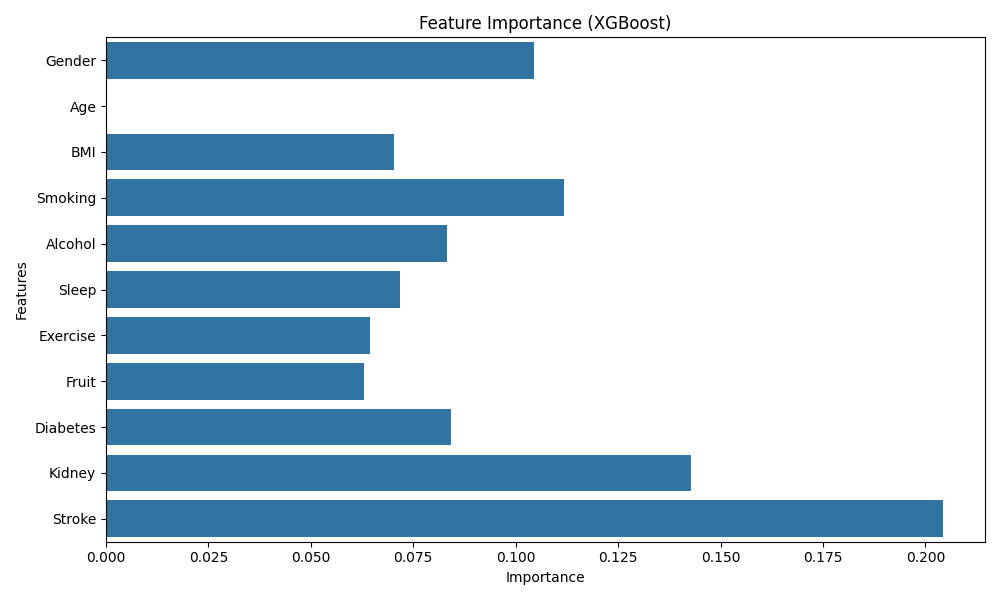 Feature Importance (XGBoost)
Features
Gender
Age
BMI
Smoking
Alcohol
Sleep
Exercise
Fruit
Diabetes
Kidney
Stroke
0.000 0.025 0.050 0.075 0.100 0.125 0.150 0.175 0.200
Importance